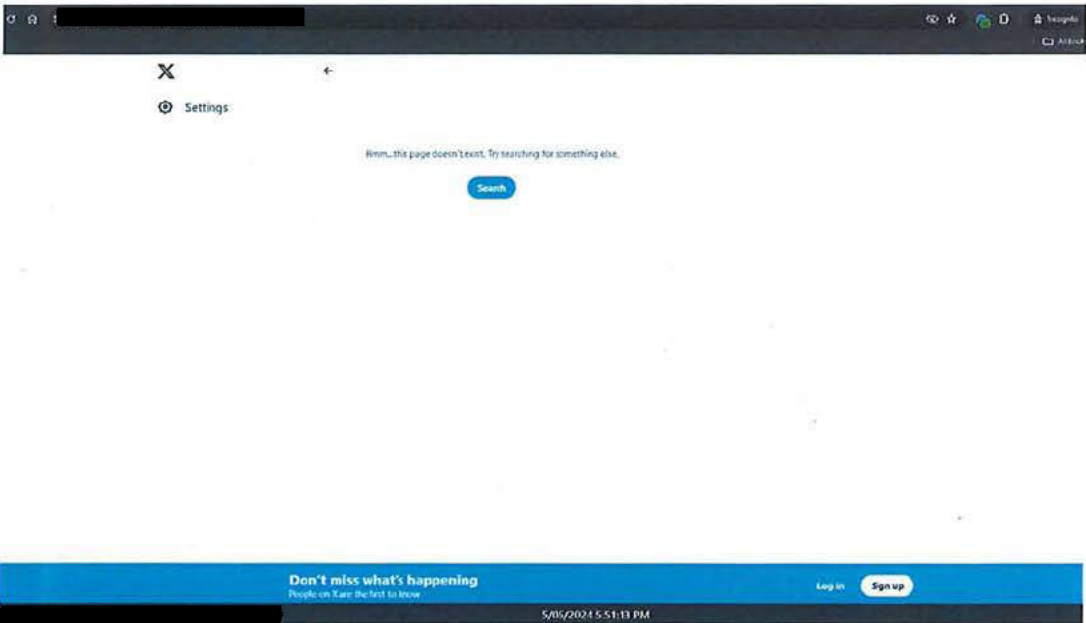 Incognito
X
←
Settings
Hmm...this page doesn't exist. Try searching for something else.
Search
Don't miss what's happening
People on X are the first to know
Log in
Sign up
5/05/2024 5:51:13 PM